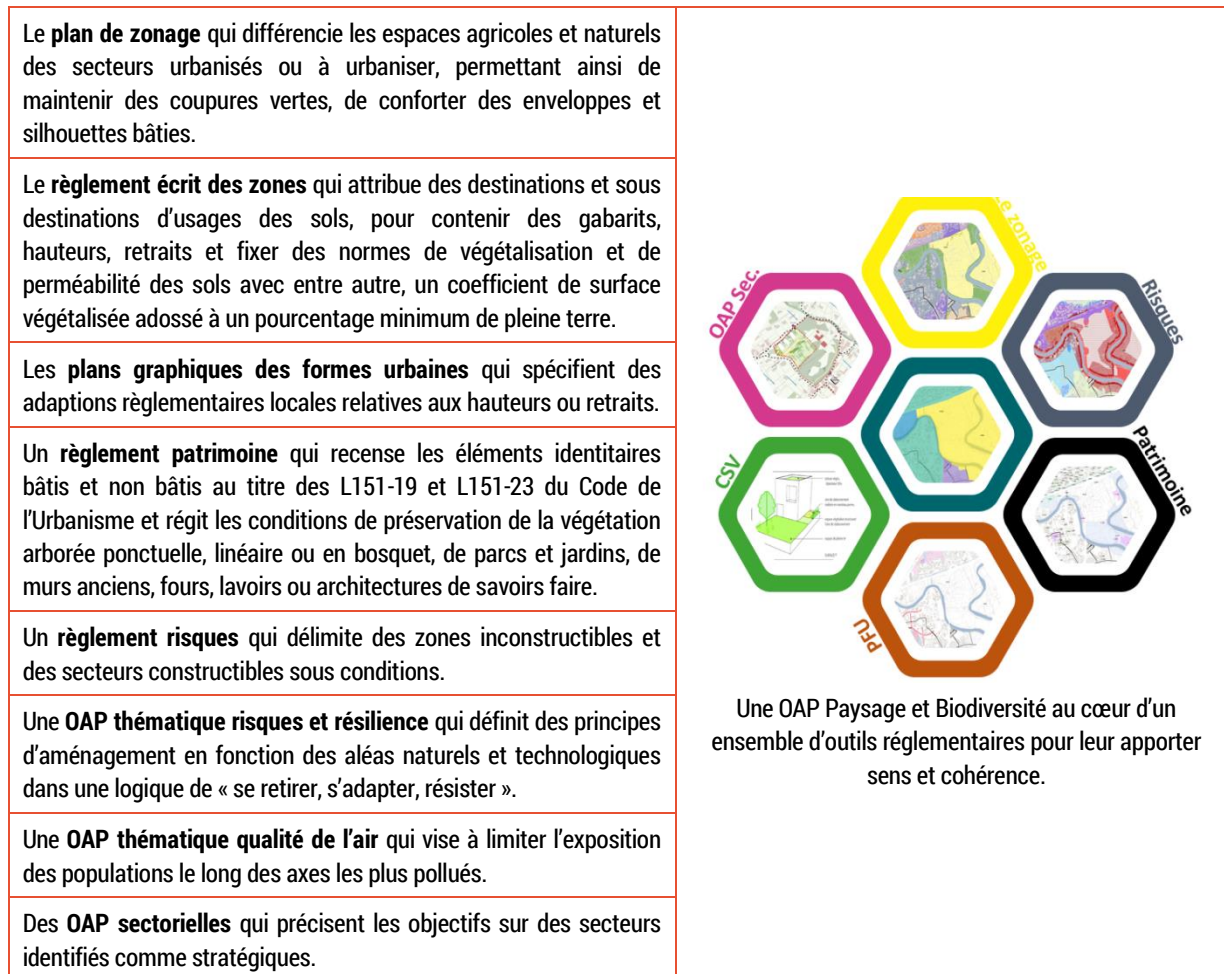 Le plan de zonage qui différencie les espaces agricoles et naturels
des secteurs urbanisés ou à urbaniser, permettant ainsi de
maintenir des coupures vertes, de conforter des enveloppes et
silhouettes bâties.
Le règlement écrit des zones qui attribue des destinations et sous
destinations d'usages des sols, pour contenir des gabarits,
hauteurs, retraits et fixer des normes de végétalisation et de
perméabilité des sols avec entre autre, un coefficient de surface
végétalisée adossé à un pourcentage minimum de pleine terre.
Les plans graphiques des formes urbaines qui spécifient des
adaptions règlementaires locale relatives aux hauteurs ou retraits.
Un règlement patrimoine qui recense les éléments identitaires
bâtis et non bâtis au titre des L151-19 et L151-23 du Code de
l'Urbanisme et régit les conditions de préservation de la végétation
arborée ponctuelle, linéaire ou en bosquet, de parcs et jardins, de
murs anciens, fours, lavoirs ou architectures de savoirs faire.
Un règlement risques qui délimite des zones inconstructibles et
des secteurs constructibles sous conditions.
Une OAP thématique risques et résilience qui définit des principes
d'aménagement en fonction des aléas naturels et technologiques
dans une logique de « se retirer, s'adapter, résister ».
Une OAP thématique qualité de l'air qui vise à limiter l'exposition
des populations le long des axes les plus pollués.
Des OAP sectorielles qui précisent les objectifs sur des secteurs
identifiés comme stratégiques.
Le zonage
OAP Sec.
Risques
CSV
Patrimoine
PFU
Une OAP Paysage et Biodiversité au cœur d'un
ensemble d'outils réglementaires pour leur apporter
sens et cohérence.